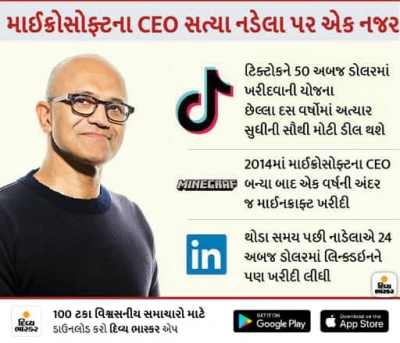 માઈક્રોસોફ્ટના CEO સત્યા નડેલા પર એક નજર
ટિક્ટોકને 50 અબજ ડોલરમાં
ખરીદવાની યોજના
છેલ્લા દસ વર્ષોમાં અત્યાર
સુધીની સૌથી મોટી ડીલ થશે
MINECRAFT
2014માં માઈક્રોસોફ્ટના CEO
બન્યા બાદ એક વર્ષની અંદર
જ માઈનક્રાફ્ટ ખરીદી
in
થોડા સમય પછી નાડેલાએ 24
અબજ ડોલરમાં લિન્ક્ડઇનને
પણ ખરીદી લીધી
દિવ્ય
ભાસ્કર
દિવ્ય
ભાસ્કર
100 ટકા વિશ્વસનીય સમાચારો માટે
ડાઉનલોડ કરો દિવ્ય ભાસ્કર એપ
GET IT ON
Google Play
Download on the
App Store